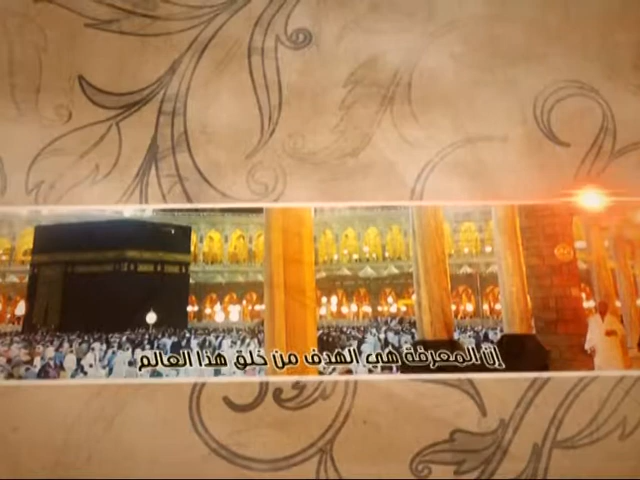 إن المعرفة هي الهدف من خلق هذا العالم